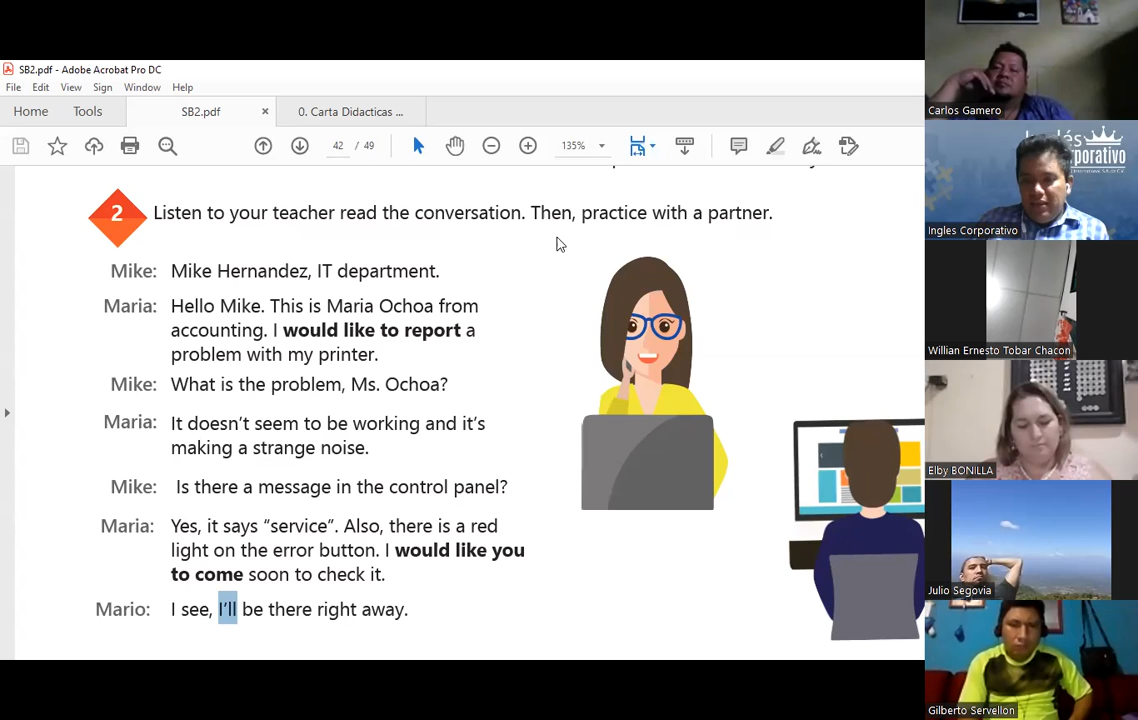 SB2.pdf - Adobe Acrobat Pro DC
File Edit View Sign Window Help
Home Tools SB2.pdf × 0. Carta Didacticas ...
42 / 49 135%
2 Listen to your teacher read the conversation. Then, practice with a partner.
Mike: Mike Hernandez, IT department.
Maria: Hello Mike. This is Maria Ochoa from
accounting. I would like to report a
problem with my printer.
Mike: What is the problem, Ms. Ochoa?
Maria: It doesn't seem to be working and it's
making a strange noise.
Mike: Is there a message in the control panel?
Maria: Yes, it says “service”. Also, there is a red
light on the error button. I would like you
to come soon to check it.
Mario: I see, I'll be there right away.
Carlos Gamero
Inglés
Ingles Corporativo
Willian Ernesto Tobar Chacon
Elby BONILLA
Julio Segovia
Gilberto Servellon